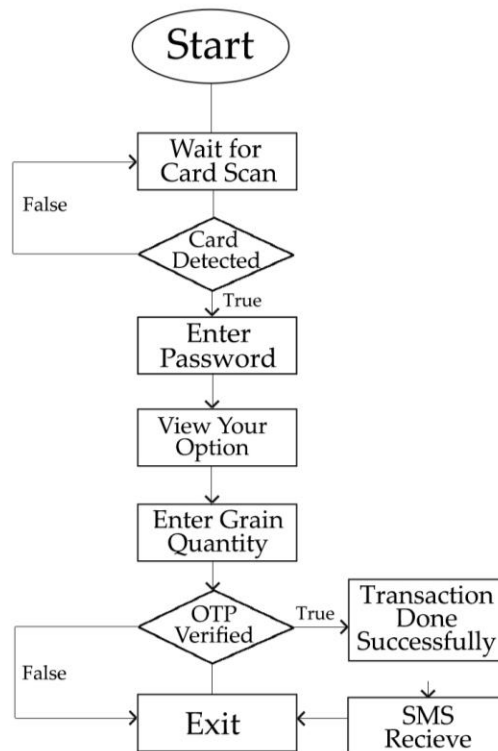 Start
Wait for
Card Scan
False
Card
Detected
True
Enter
Password
View Your
Option
Enter Grain
Quantity
OTP
Verified
True
Transaction
Done
Successfully
False
Exit
SMS
Recieve